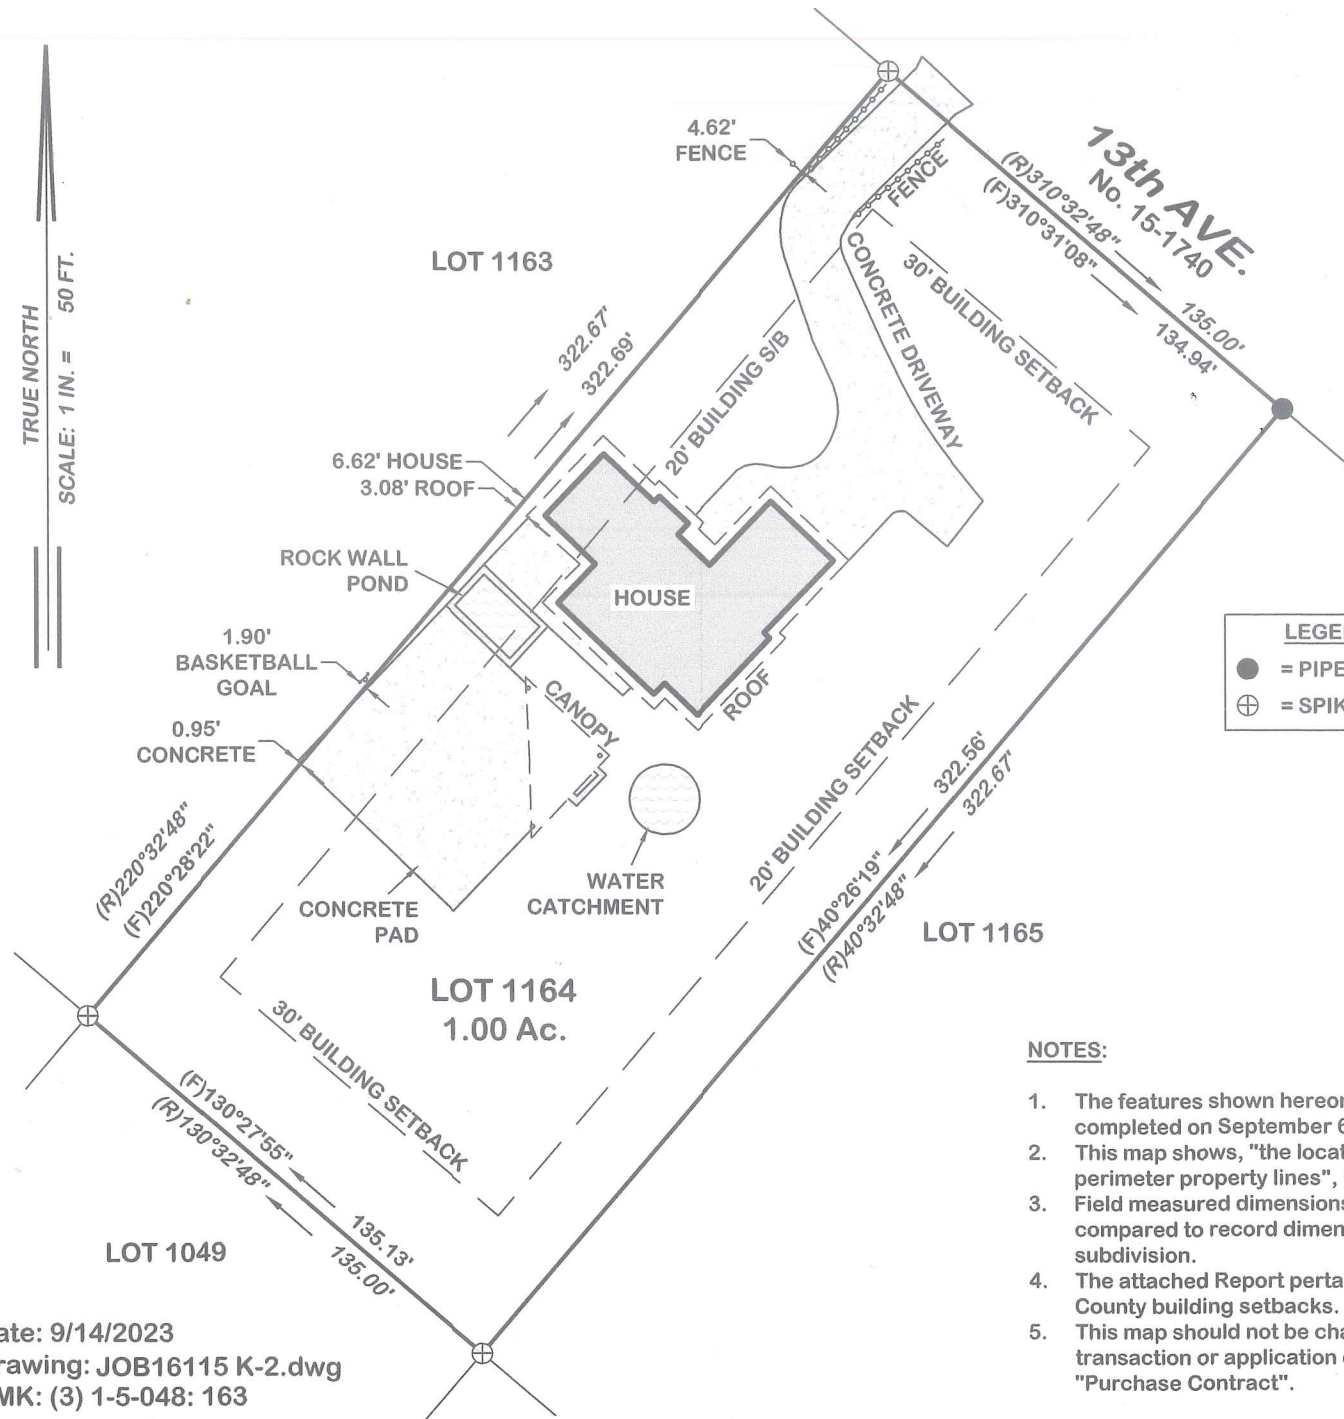 TRUE NORTH
SCALE: 1 IN. = 50 FT.
4.62'
FENCE
FENCE
13th AVE.
No. 15-1740
(R)310°32'48"
135.00'
(F)310°31'08"
134.94'
LOT 1163
30' BUILDING SETBACK
CONCRETE DRIVEWAY
20' BUILDING S/B
322.67'
322.69'
6.62' HOUSE
3.08' ROOF
ROCK WALL
POND
HOUSE
ROOF
1.90'
BASKETBALL
GOAL
CANOPY
0.95'
CONCRETE
(R)220°32'48"
(F)220°28'22"
WATER
CATCHMENT
CONCRETE
PAD
20' BUILDING SETBACK
322.56'
322.67'
(F)40°26'19"
(R)40°32'48"
LOT 1165
LOT 1164
1.00 Ac.
30' BUILDING SETBACK
(F)130°27'55"
135.13'
(R)130°32'48"
135.00'
LOT 1049
LEGE
= PIPE
= SPIK
NOTES:
1. The features shown hereon
completed on September 6
2. This map shows, "the locat
perimeter property lines",
3. Field measured dimensions
compared to record dimen
subdivision.
4. The attached Report perta
County building setbacks.
5. This map should not be cha
transaction or application
"Purchase Contract".
ate: 9/14/2023
rawing: JOB16115 K-2.dwg
MK: (3) 1-5-048: 163